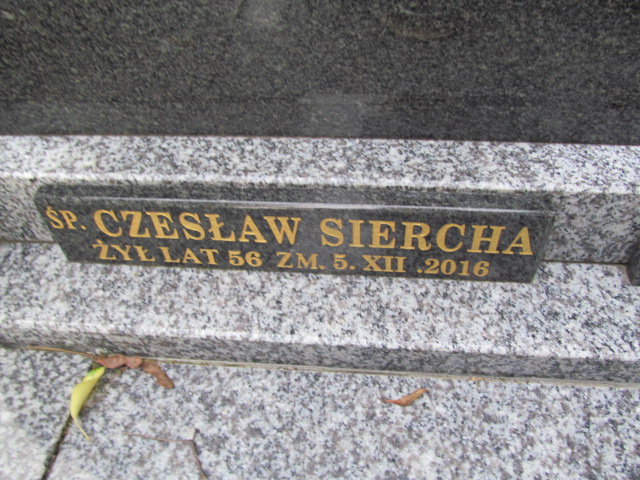 ŚP. CZESŁAW SIERCHA
ŻYŁ LAT 56 ZM. 5. XII .2016